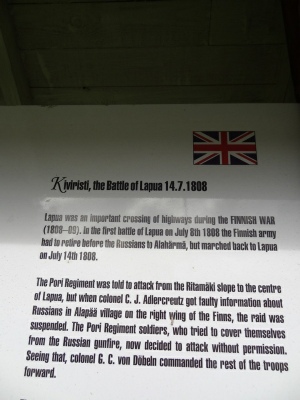 Kiviristi, the Battle of Lapua 14.7.1808
Lapua was an important crossing of highways during the FINNISH WAR
(1808-09). In the first battle of Lapua on July 8th 1808 the Finnish army
had to retire before the Russians to Alahärmä, but marched back to Lapua
on July 14th 1808.
The Pori Regiment was told to attack from the Ritamäki slope to the centre
of Lapua, but when colonel C. J. Adlercreutz got faulty information about
Russians in Alapää village on the right wing of the Finns, the raid was
suspended. The Pori Regiment soldiers, who tried to cover themselves
from the Russian gunfire, now decided to attack without permission.
Seeing that, colonel G. C. von Döbeln commanded the rest of the troops
forward.